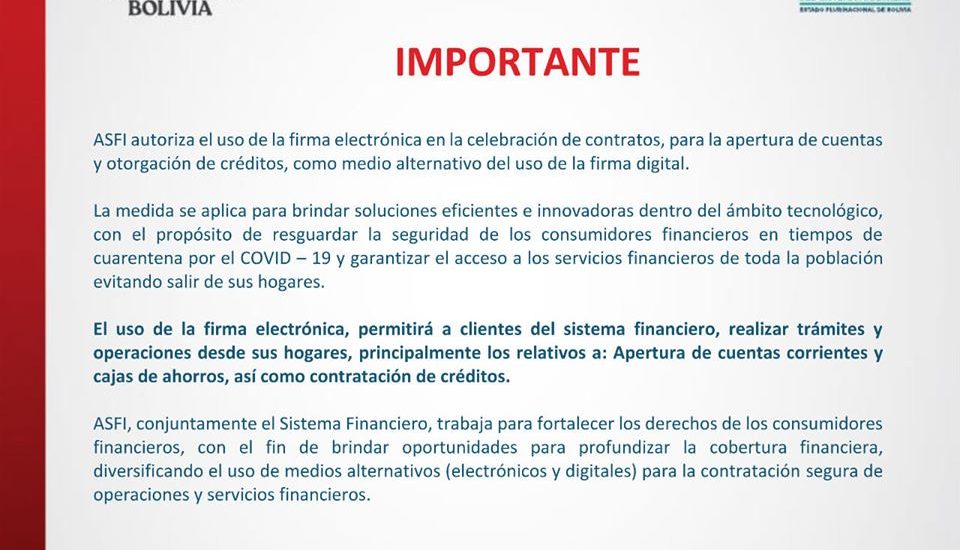 BOLIVIA
ESTADO PLURINACIONAL DE BOLIVIA
IMPORTANTE
ASFI autoriza el uso de la firma electrónica en la celebración de contratos, para la apertura de cuentas
y otorgación de créditos, como medio alternativo del uso de la firma digital.
La medida se aplica para brindar soluciones eficientes e innovadoras dentro del ámbito tecnológico,
con el propósito de resguardar la seguridad de los consumidores financieros en tiempos de
cuarentena por el COVID – 19 y garantizar el acceso a los servicios financieros de toda la población
evitando salir de sus hogares.
El uso de la firma electrónica, permitirá a clientes del sistema financiero, realizar trámites y
operaciones desde sus hogares, principalmente los relativos a: Apertura de cuentas corrientes y
cajas de ahorros, así como contratación de créditos.
ASFI, conjuntamente el Sistema Financiero, trabaja para fortalecer los derechos de los consumidores
financieros, con el fin de brindar oportunidades para profundizar la cobertura financiera,
diversificando el uso de medios alternativos (electrónicos y digitales) para la contratación segura de
operaciones y servicios financieros.